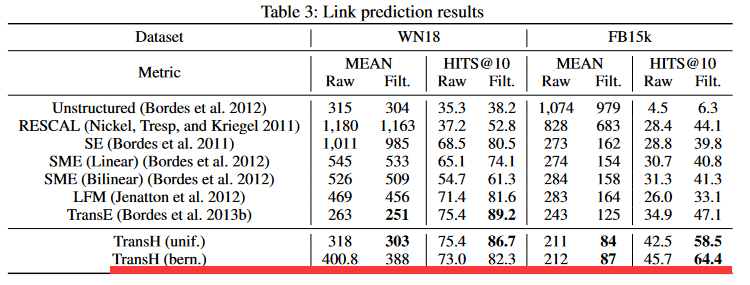 Table 3: Link prediction results
Dataset WN18 FB15k
Metric MEAN HITS@10 MEAN HITS@10
Raw Filt. Raw Filt. Raw Filt. Raw Filt.
Unstructured (Bordes et al. 2012) 315 304 35.3 38.2 1,074 979 4.5 6.3
RESCAL (Nickel, Tresp, and Kriegel 2011) 1,180 1,163 37.2 52.8 828 683 28.4 44.1
SE (Bordes et al. 2011) 1,011 985 68.5 80.5 273 162 28.8 39.8
SME (Linear) (Bordes et al. 2012) 545 533 65.1 74.1 274 154 30.7 40.8
SME (Bilinear) (Bordes et al. 2012) 526 509 54.7 61.3 284 158 31.3 41.3
LFM (Jenatton et al. 2012) 469 456 71.4 81.6 283 164 26.0 33.1
TransE (Bordes et al. 2013b) 263 251 75.4 89.2 243 125 34.9 47.1
TransH (unif.) 318 303 75.4 86.7 211 84 42.5 58.5
TransH (bern.) 400.8 388 73.0 82.3 212 87 45.7 64.4